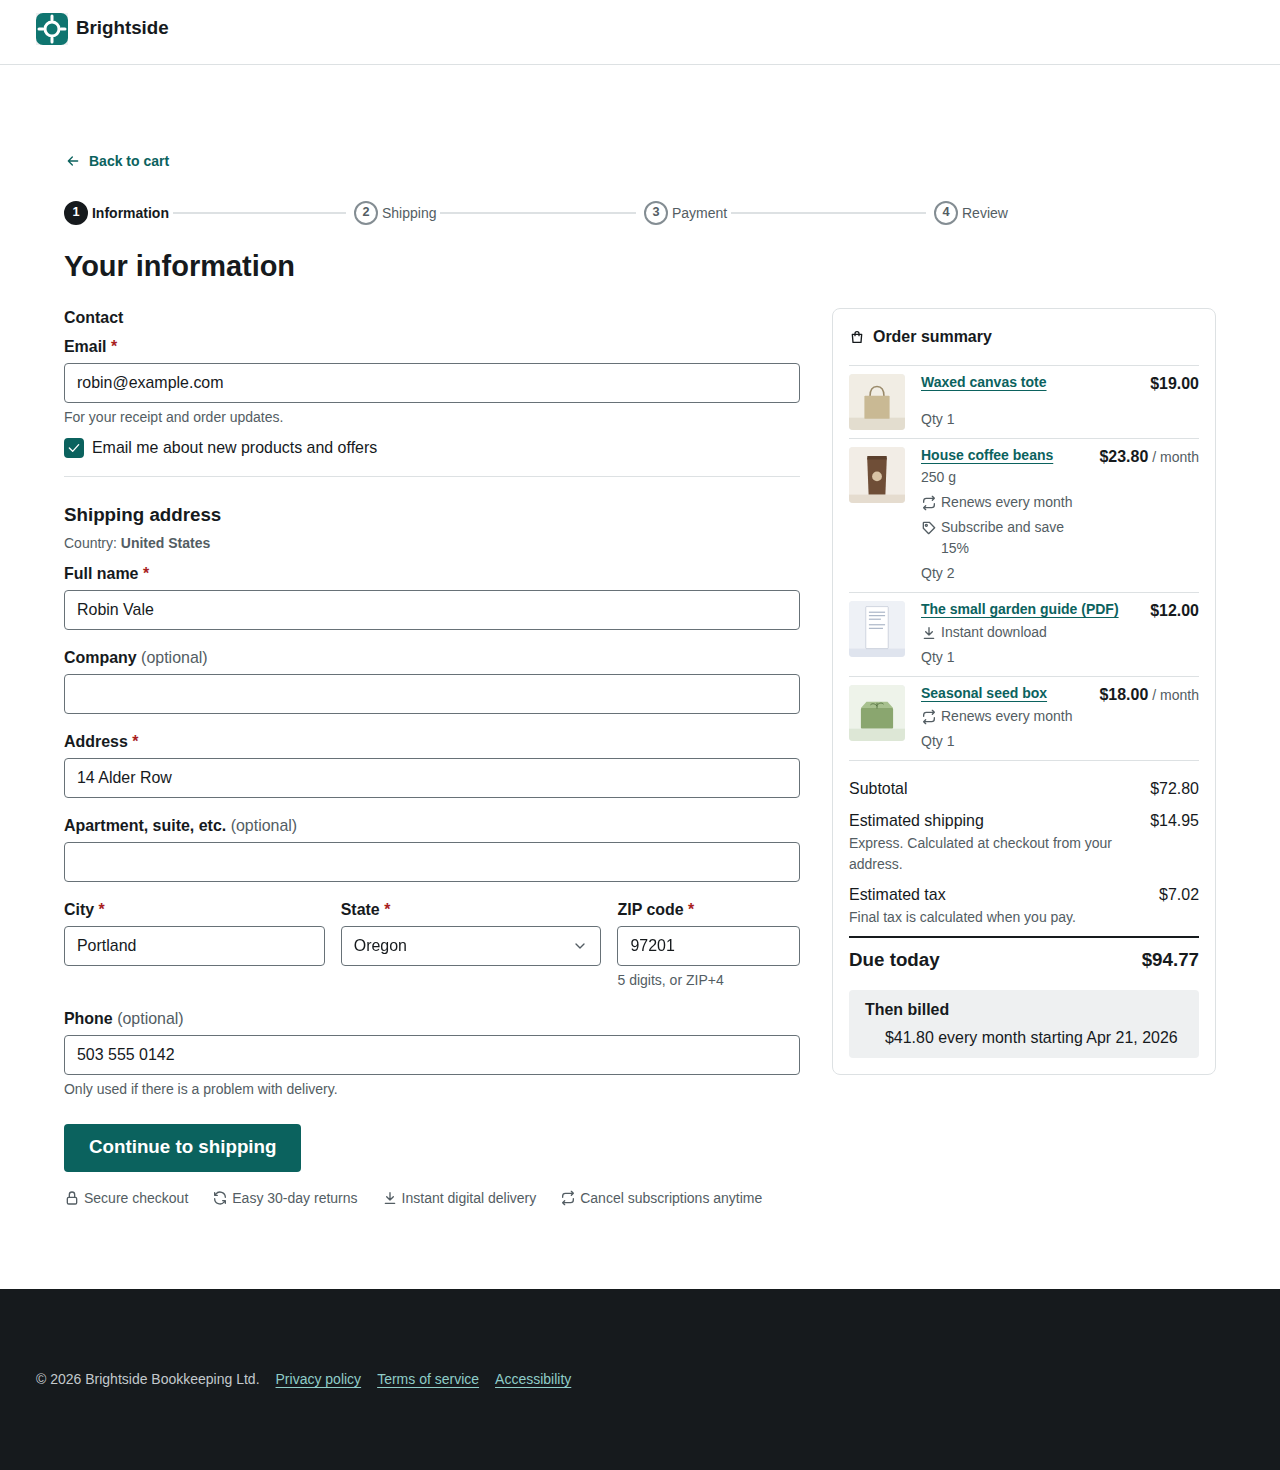 Brightside
Back to cart
1 Information
2 Shipping
3 Payment
4 Review
Your information
Contact
Email *
robin@example.com
For your receipt and order updates.
Email me about new products and offers
Shipping address
Country: United States
Full name *
Robin Vale
Company (optional)
Address *
14 Alder Row
Apartment, suite, etc. (optional)
City *
Portland
State *
Oregon
ZIP code *
97201
5 digits, or ZIP+4
Phone (optional)
503 555 0142
Only used if there is a problem with delivery.
Continue to shipping
Secure checkout
Easy 30-day returns
Instant digital delivery
Cancel subscriptions anytime
Order summary
Waxed canvas tote
$19.00
Qty 1
House coffee beans
$23.80 / month
250 g
Renews every month
Subscribe and save
15%
Qty 2
The small garden guide (PDF)
$12.00
Instant download
Qty 1
Seasonal seed box
$18.00 / month
Renews every month
Qty 1
Subtotal
$72.80
Estimated shipping
$14.95
Express. Calculated at checkout from your
address.
Estimated tax
$7.02
Final tax is calculated when you pay.
Due today
$94.77
Then billed
$41.80 every month starting Apr 21, 2026
© 2026 Brightside Bookkeeping Ltd.
Privacy policy
Terms of service
Accessibility